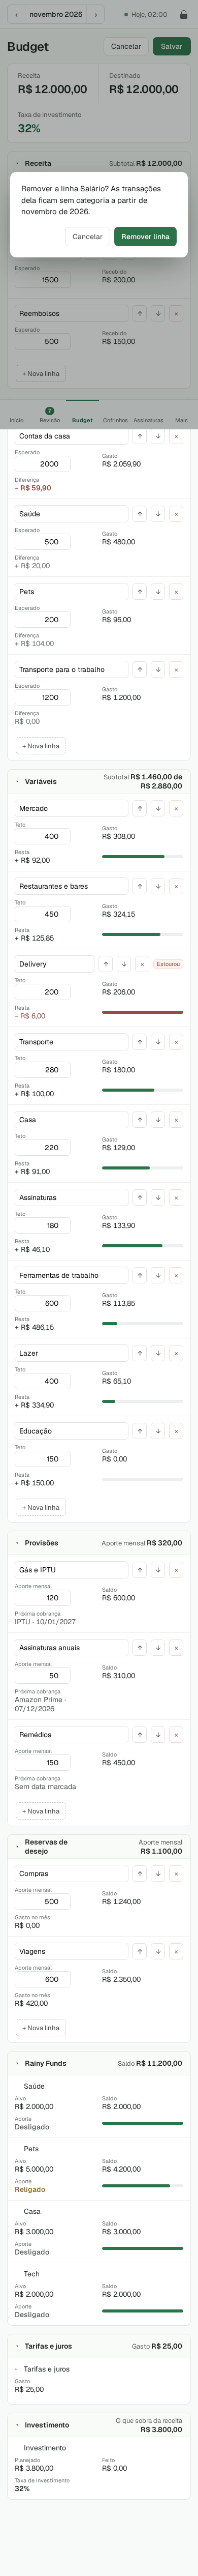 ‹ novembro 2026 ›
Hoje, 02:00
Budget
Cancelar
Salvar
Receita
R$ 12.000,00
Destinado
R$ 12.000,00
Taxa de investimento
32%
Receita
Subtotal R$ 12.000,00
Remover a linha Salário? As transações
dela ficam sem categoria a partir de
novembro de 2026.
Cancelar
Remover linha
Esperado
1500
Recebido
R$ 200,00
Reembolsos ↑ ↓ ×
Esperado
500
Recebido
R$ 150,00
+ Nova linha
7
Início Revisão Budget Cofrinhos Assinaturas Mais
Contas da casa ↑ ↓ ×
Esperado
2000
Gasto
R$ 2.059,90
Diferença
− R$ 59,90
Saúde ↑ ↓ ×
Esperado
500
Gasto
R$ 480,00
Diferença
+ R$ 20,00
Pets ↑ ↓ ×
Esperado
200
Gasto
R$ 96,00
Diferença
+ R$ 104,00
Transporte para o trabalho ↑ ↓ ×
Esperado
1200
Gasto
R$ 1.200,00
Diferença
R$ 0,00
+ Nova linha
Variáveis
Subtotal R$ 1.460,00 de
R$ 2.880,00
Mercado ↑ ↓ ×
Teto
400
Gasto
R$ 308,00
Resta
+ R$ 92,00
Restaurantes e bares ↑ ↓ ×
Teto
450
Gasto
R$ 324,15
Resta
+ R$ 125,85
Delivery ↑ ↓ × Estourou
Teto
200
Gasto
R$ 206,00
Resta
− R$ 6,00
Transporte ↑ ↓ ×
Teto
280
Gasto
R$ 180,00
Resta
+ R$ 100,00
Casa ↑ ↓ ×
Teto
220
Gasto
R$ 129,00
Resta
+ R$ 91,00
Assinaturas ↑ ↓ ×
Teto
180
Gasto
R$ 133,90
Resta
+ R$ 46,10
Ferramentas de trabalho ↑ ↓ ×
Teto
600
Gasto
R$ 113,85
Resta
+ R$ 486,15
Lazer ↑ ↓ ×
Teto
400
Gasto
R$ 65,10
Resta
+ R$ 334,90
Educação ↑ ↓ ×
Teto
150
Gasto
R$ 0,00
Resta
+ R$ 150,00
+ Nova linha
Provisões
Aporte mensal R$ 320,00
Gás e IPTU ↑ ↓ ×
Aporte mensal
120
Saldo
R$ 600,00
Próxima cobrança
IPTU · 10/01/2027
Assinaturas anuais ↑ ↓ ×
Aporte mensal
50
Saldo
R$ 310,00
Próxima cobrança
Amazon Prime ·
07/12/2026
Remédios ↑ ↓ ×
Aporte mensal
150
Saldo
R$ 450,00
Próxima cobrança
Sem data marcada
+ Nova linha
Reservas de
desejo
Aporte mensal
R$ 1.100,00
Compras ↑ ↓ ×
Aporte mensal
500
Saldo
R$ 1.240,00
Gasto no mês
R$ 0,00
Viagens ↑ ↓ ×
Aporte mensal
600
Saldo
R$ 2.350,00
Gasto no mês
R$ 420,00
+ Nova linha
Rainy Funds
Saldo R$ 11.200,00
Saúde
Alvo
R$ 2.000,00
Saldo
R$ 2.000,00
Aporte
Desligado
Pets
Alvo
R$ 5.000,00
Saldo
R$ 4.200,00
Aporte
Religado
Casa
Alvo
R$ 3.000,00
Saldo
R$ 3.000,00
Aporte
Desligado
Tech
Alvo
R$ 2.000,00
Saldo
R$ 2.000,00
Aporte
Desligado
Tarifas e juros
Gasto R$ 25,00
Tarifas e juros
Gasto
R$ 25,00
Investimento
O que sobra da receita
R$ 3.800,00
Investimento
Planejado
R$ 3.800,00
Feito
R$ 0,00
Taxa de investimento
32%